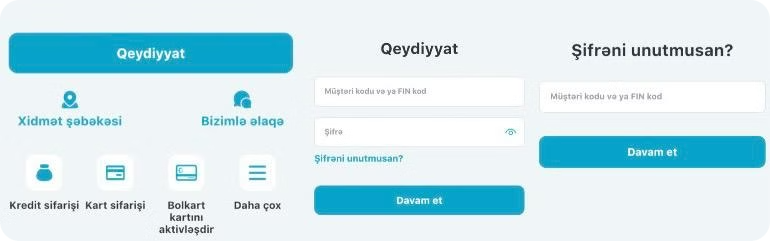 Qeydiyyat
Xidmət şəbəkəsi
Bizimlə əlaqə
Kredit sifarişi
Kart sifarişi
Bolkart
kartını
aktivləşdir
Daha çox
Qeydiyyat
Müştəri kodu və ya FIN kod
Şifrə
Şifrəni unutmusan?
Davam et
Şifrəni unutmusan?
Müştəri kodu və ya FIN kod
Davam et